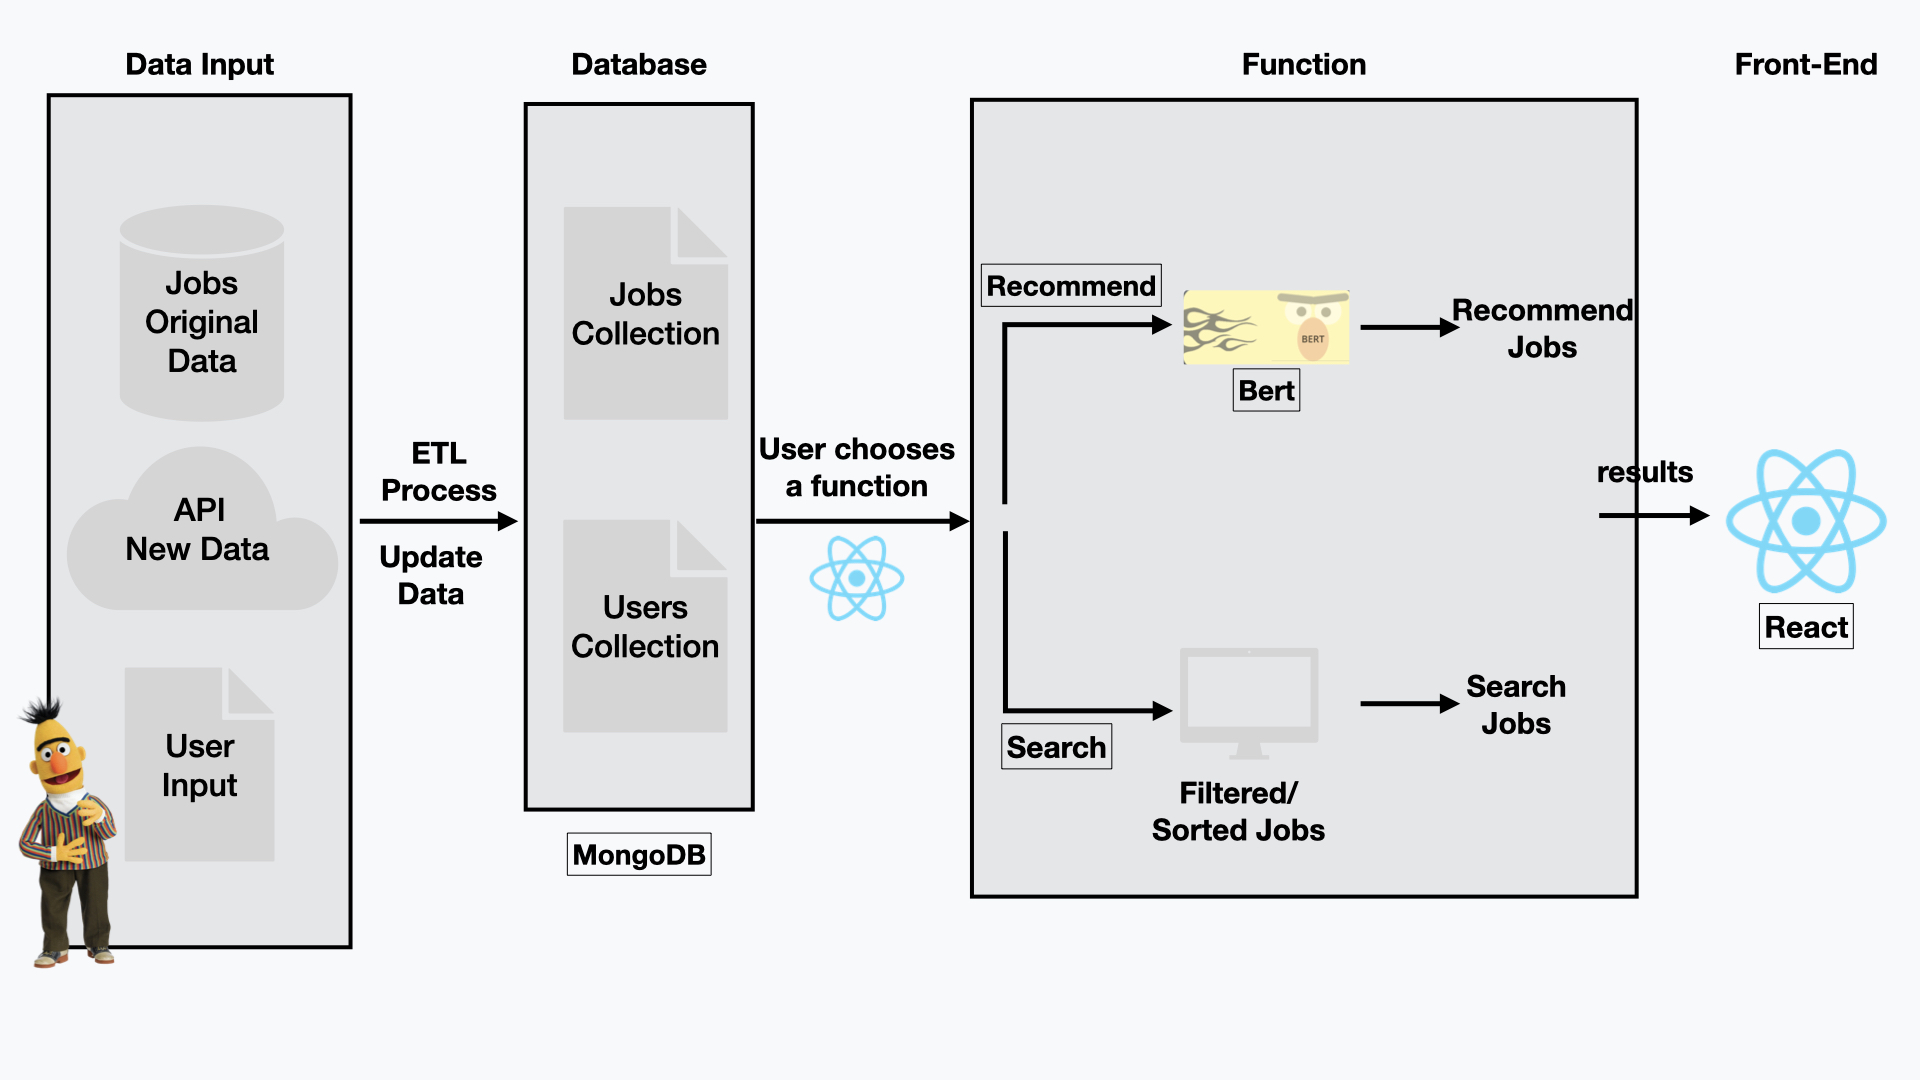 Data Input
Database
Function
Front-End
Jobs
Original
Data
API
New Data
User
Input
ETL
Process
Update
Data
Jobs
Collection
Users
Collection
MongoDB
User chooses
a function
Recommend
BERT
Bert
Recommend
Jobs
Search
Filtered/
Sorted Jobs
Search
Jobs
results
React